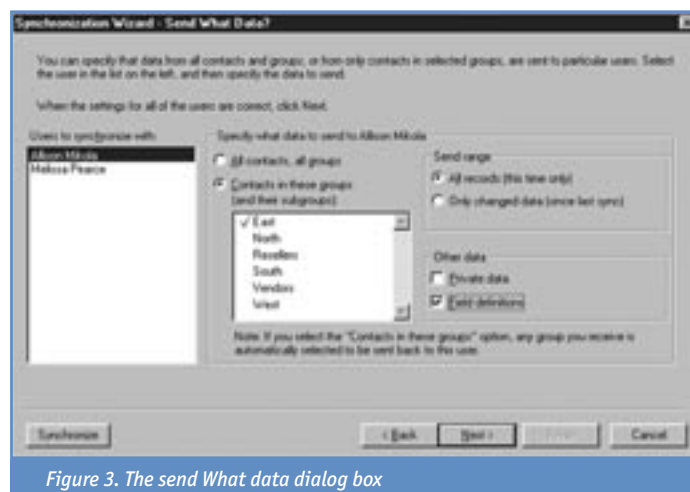 Synchronization Wizard - Send What Data?
You can specify that data from all contacts and groups, or from only contacts in selected groups, are sent to particular users. Select
the user in the list on the left, and then specify the data to send.
When the settings for all of the users are correct, click Next.
Users to synchronize with:
Allison Mikola
Melissa Pearce
Specify what data to send to Allison Mikola
All contacts, all groups
Contacts in these groups
(and their subgroups):
East
North
Resellers
South
Vendors
West
Send range
All records (this time only)
Only changed data (since last sync)
Other data
Private data
Field definitions
Note: If you select the "Contacts in these groups" option, any group you receive is
automatically selected to be sent back to this user.
Synchronize
< Back
Next >
Cancel
Figure 3. The send What data dialog box